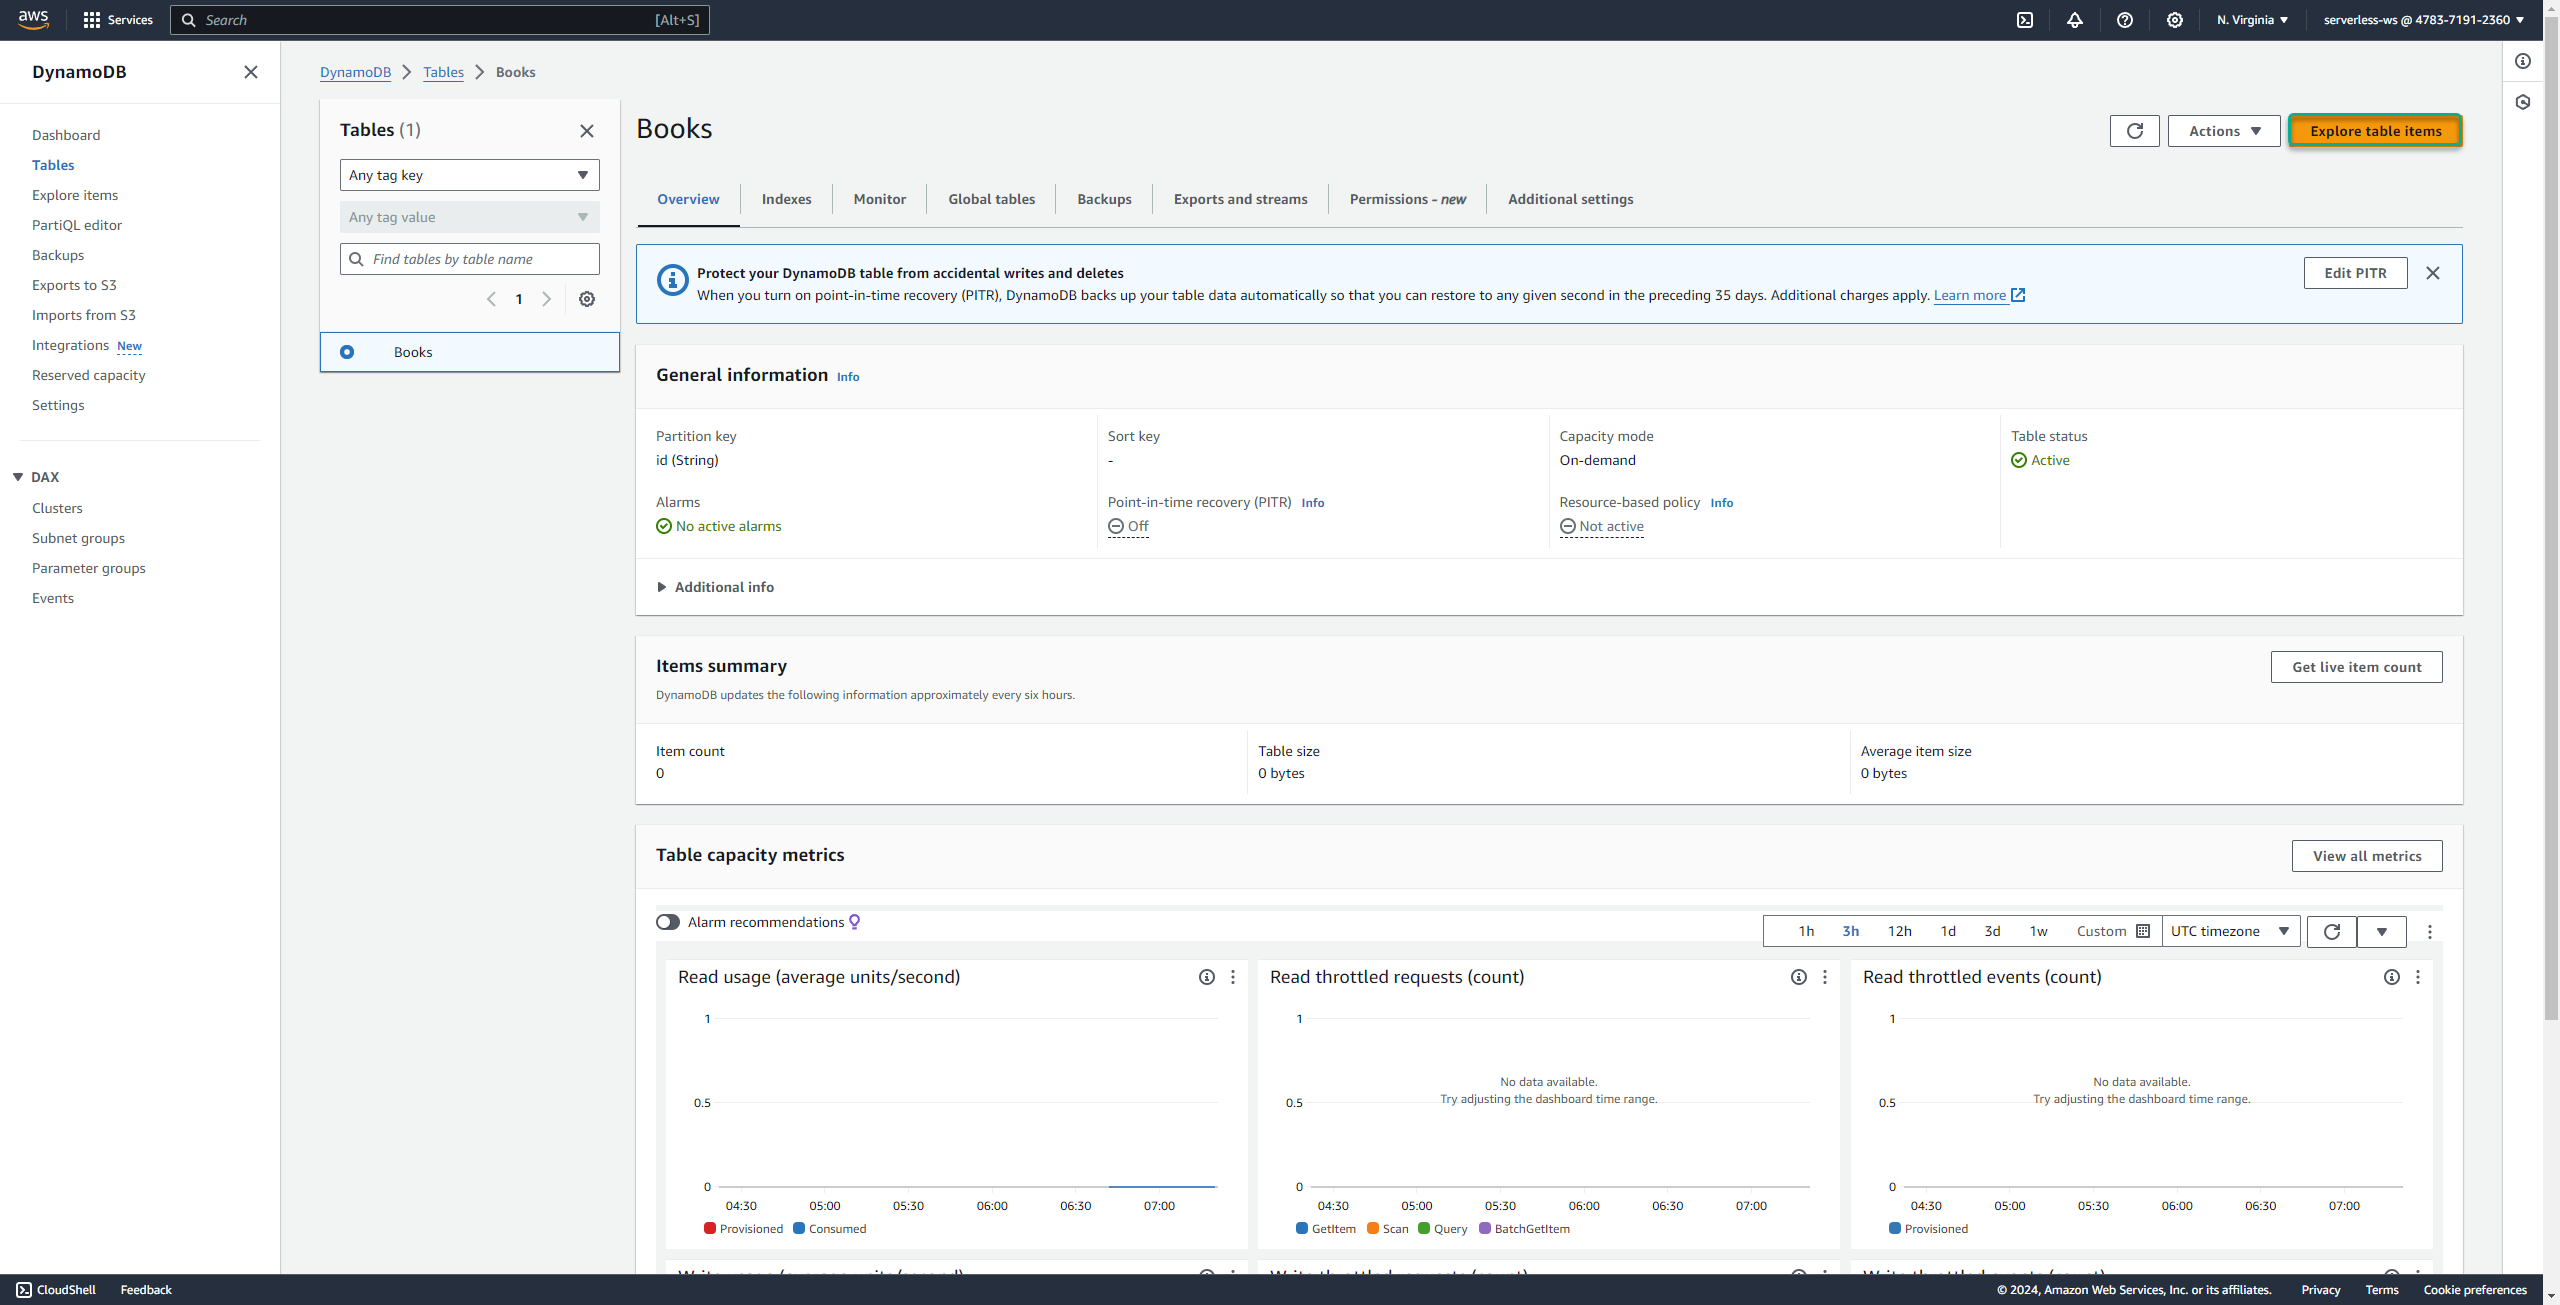 aws
Services
Search
[Alt+S]
N. Virginia
serverless-ws @ 4783-7191-2360
DynamoDB
Dashboard
Tables
Explore items
PartiQL editor
Backups
Exports to S3
Imports from S3
Integrations New
Reserved capacity
Settings
DAX
Clusters
Subnet groups
Parameter groups
Events
DynamoDB
Tables
Books
Tables (1)
Any tag key
Any tag value
Find tables by table name
1
Books
Books
Actions
Explore table items
Overview
Indexes
Monitor
Global tables
Backups
Exports and streams
Permissions - new
Additional settings
Protect your DynamoDB table from accidental writes and deletes
When you turn on point-in-time recovery (PITR), DynamoDB backs up your table data automatically so that you can restore to any given second in the preceding 35 days. Additional charges apply. Learn more
Edit PITR
General information Info
Partition key
id (String)
Sort key
-
Capacity mode
On-demand
Table status
Active
Alarms
No active alarms
Point-in-time recovery (PITR) Info
Off
Resource-based policy Info
Not active
Additional info
Items summary
DynamoDB updates the following information approximately every six hours.
Get live item count
Item count
0
Table size
0 bytes
Average item size
0 bytes
Table capacity metrics
View all metrics
Alarm recommendations
1h
3h
12h
1d
3d
1w
Custom
UTC timezone
Read usage (average units/second)
1
0.5
0
04:30
05:00
05:30
06:00
06:30
07:00
Provisioned
Consumed
Read throttled requests (count)
1
0.5
0
No data available.
Try adjusting the dashboard time range.
04:30
05:00
05:30
06:00
06:30
07:00
GetItem
Scan
Query
BatchGetItem
Read throttled events (count)
1
0.5
0
No data available.
Try adjusting the dashboard time range.
04:30
05:00
05:30
06:00
06:30
07:00
Provisioned
CloudShell
Feedback
© 2024, Amazon Web Services, Inc. or its affiliates.
Privacy
Terms
Cookie preferences